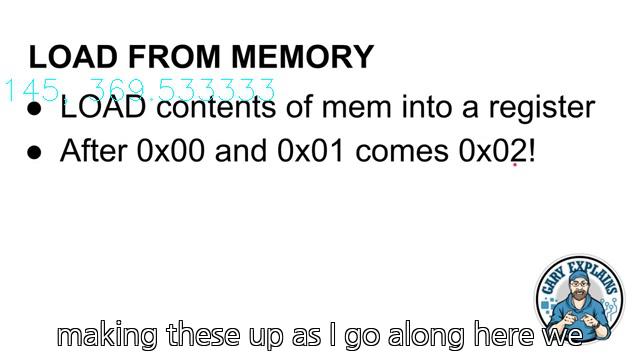 LOAD FROM MEMORY
145, 369.533333
● LOAD contents of mem into a register
● After 0x00 and 0x01 comes 0x02!
GARY EXPLAINS
making these up as I go along here we